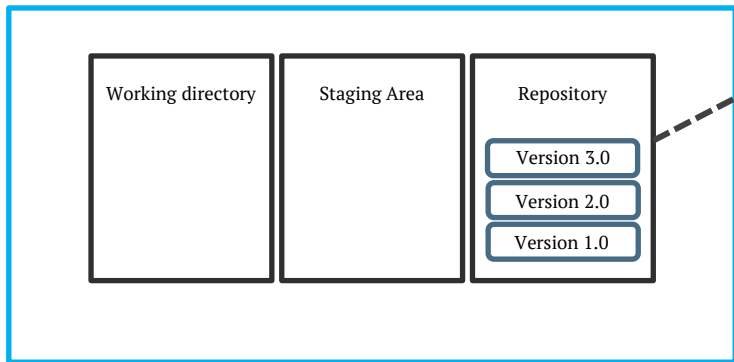 Working directory
Staging Area
Repository
Version 3.0
Version 2.0
Version 1.0